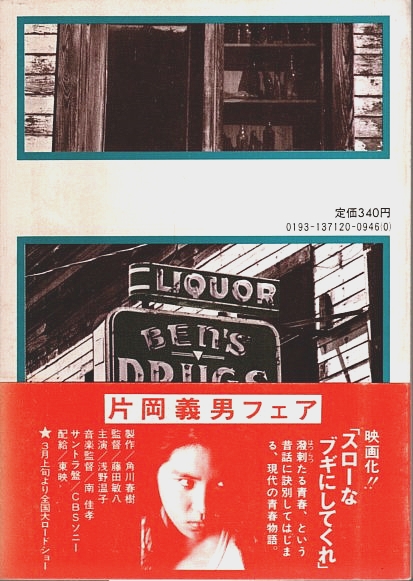 定価340円
0193-137120-0946(0)
LIQUOR
BEN'S
DRUGS
片岡義男フェア
映画化!!
「スローな
ブギにしてくれ」
潑剌たる青春、という
はつらつ
昔話に訣別してはじま
る、現代の青春物語。
製作/角川春樹
監督/藤田敏八
主演/浅野温子
音楽監督/南 佳孝
サントラ盤/CBSソニー
配給/東映
★3月上旬より全国大ロードショー